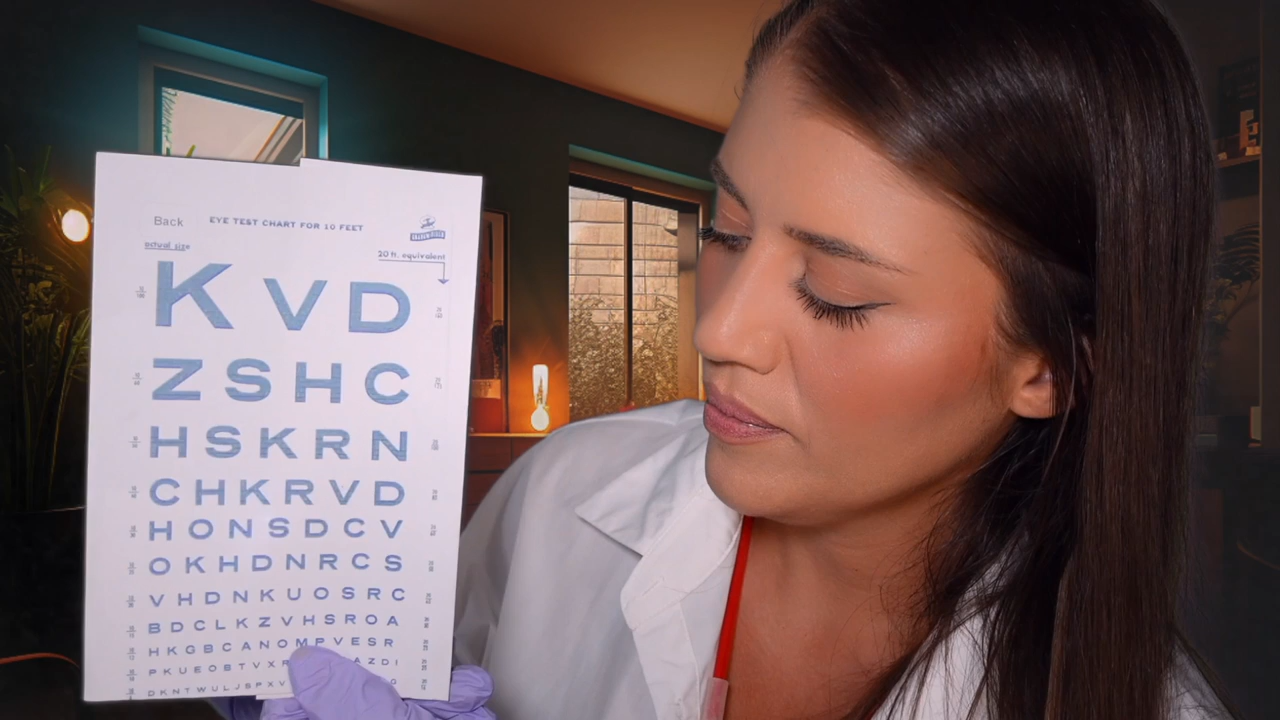 Back
EYE TEST CHART FOR 10 FEET
actual size
20 ft. equivalent
K V D
Z S H C
H S K R N
C H K R V D
H O N S D C V
O K H D N R C S
V H D N K U O S R C
B D C L K Z V H S R O A
H K G B C A N O M P V E S R
P K U E O B T V X R
A Z D I
D K N T W U L J S P X V
G